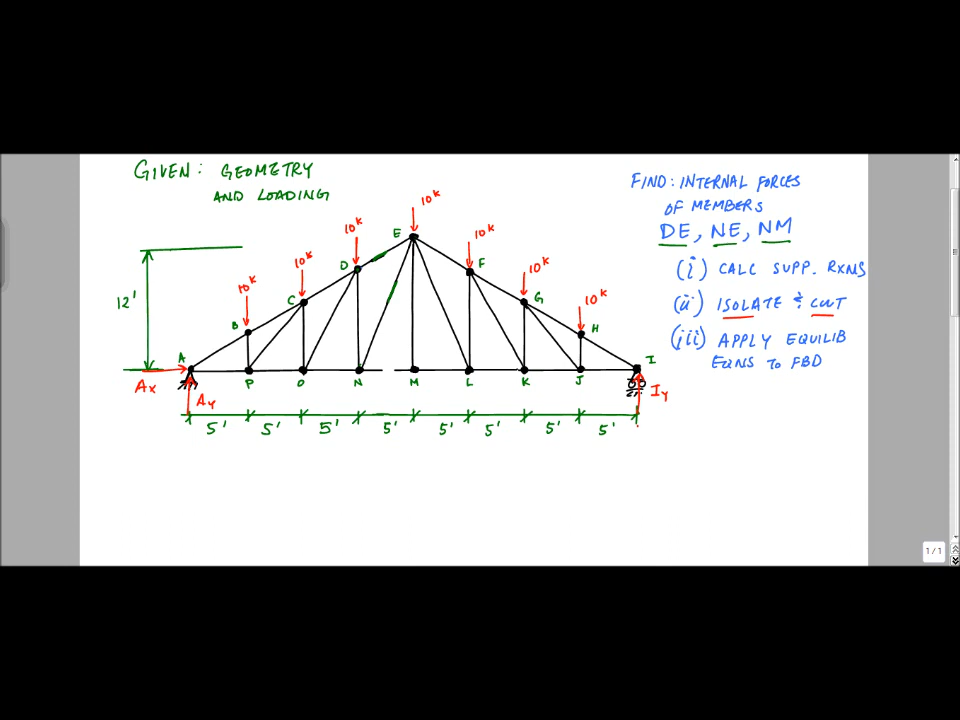 GIVEN: GEOMETRY
AND LOADING
FIND: INTERNAL FORCES
OF MEMBERS
DE, NE, NM
(i) CALC SUPP. RXNS
(ii) ISOLATE & CUT
(iii) APPLY EQUILIB
EQNS TO FBD
10K
E
10K
10K
D
F
10K
10K
C
G
10K
10K
B
H
12'
A
I
Ax
Ay
P
O
N
M
L
K
J
Iy
5' 5' 5' 5' 5' 5' 5' 5'
1/1